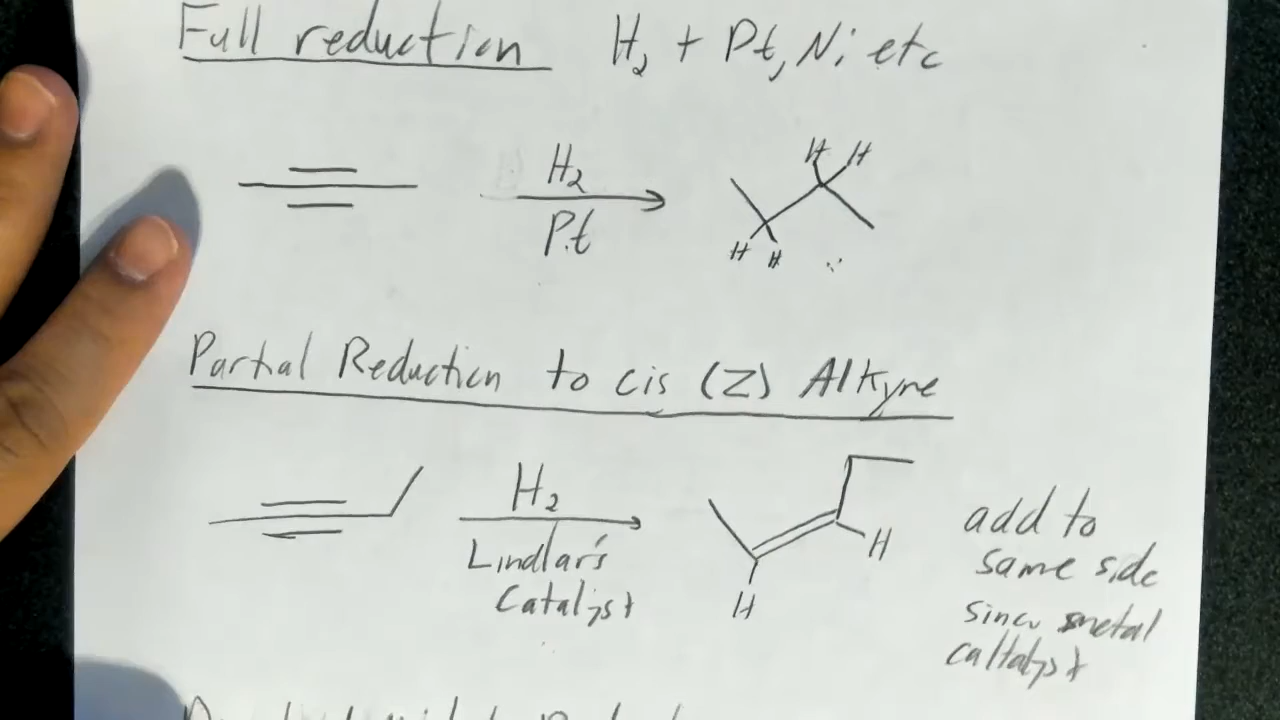 Full reduction H2 + Pt, Ni etc
H2
Pt
H H
H H
Partial Reduction to cis (Z) Alkyne
H2
Lindlar's
Catalyst
H
H
add to
same side
since metal
caltalyst